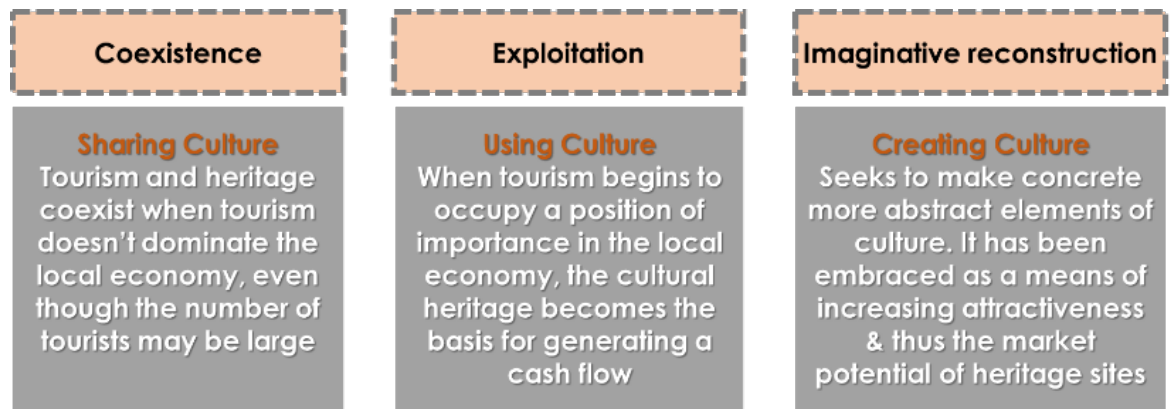 Coexistence
Sharing Culture
Tourism and heritage
coexist when tourism
doesn't dominate the
local economy, even
though the number of
tourists may be large
Exploitation
Using Culture
When tourism begins to
occupy a position of
importance in the local
economy, the cultural
heritage becomes the
basis for generating a
cash flow
Imaginative reconstruction
Creating Culture
Seeks to make concrete
more abstract elements of
culture. It has been
embraced as a means of
increasing attractiveness
& thus the market
potential of heritage sites